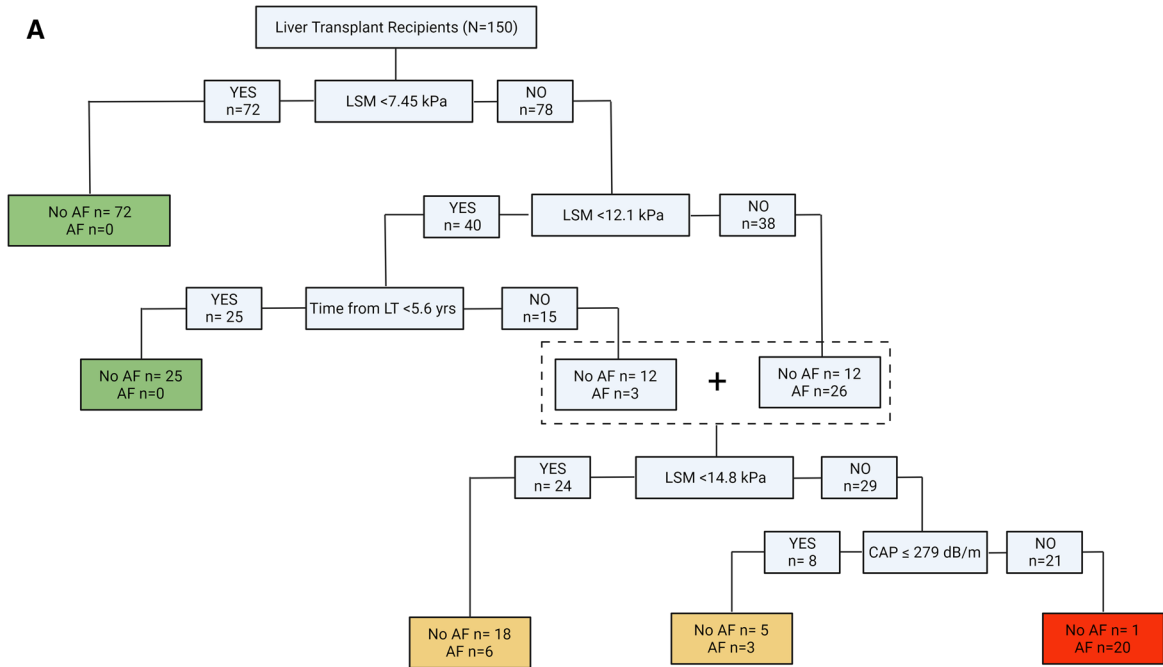 A
Liver Transplant Recipients (N=150)
YES
n=72
LSM <7.45 kPa
NO
n=78
No AF n= 72
AF n=0
YES
n= 40
LSM <12.1 kPa
NO
n=38
YES
n= 25
Time from LT <5.6 yrs
NO
n=15
No AF n= 25
AF n=0
No AF n= 12
AF n=3
+
No AF n= 12
AF n=26
YES
n= 24
LSM <14.8 kPa
NO
n=29
YES
n= 8
CAP ≤ 279 dB/m
NO
n=21
No AF n= 18
AF n=6
No AF n= 5
AF n=3
No AF n= 1
AF n=20